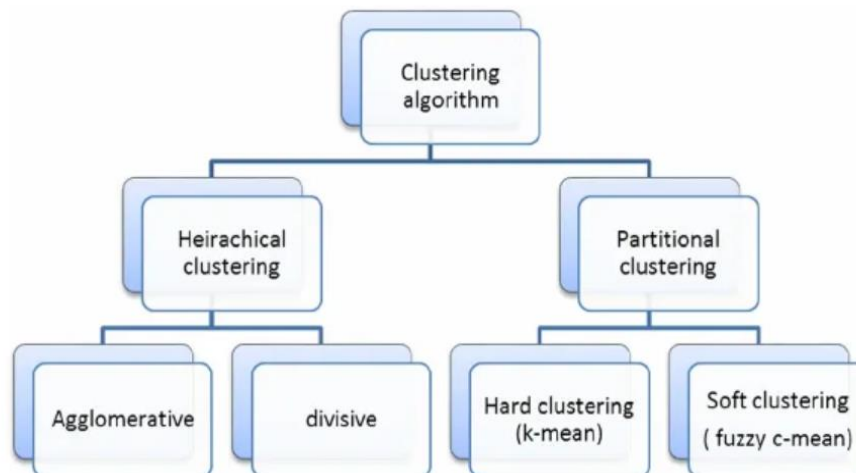 Clustering
algorithm
Heirachical
clustering
Partitional
clustering
Agglomerative
divisive
Hard clustering
(k-mean)
Soft clustering
( fuzzy c-mean)